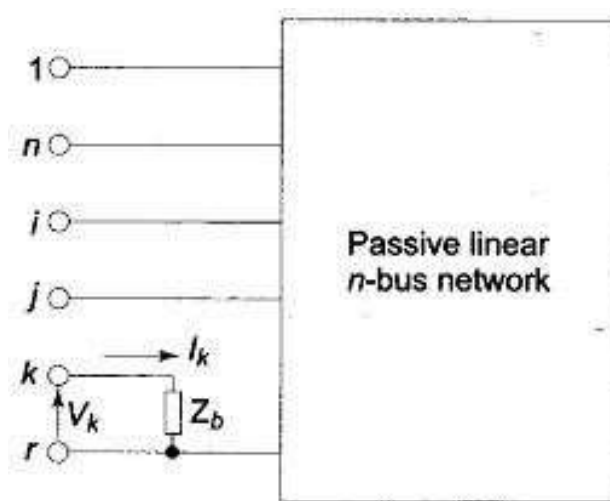 1
n
i
Passive linear
j n-bus network
k I_k
V_k Z_b
r